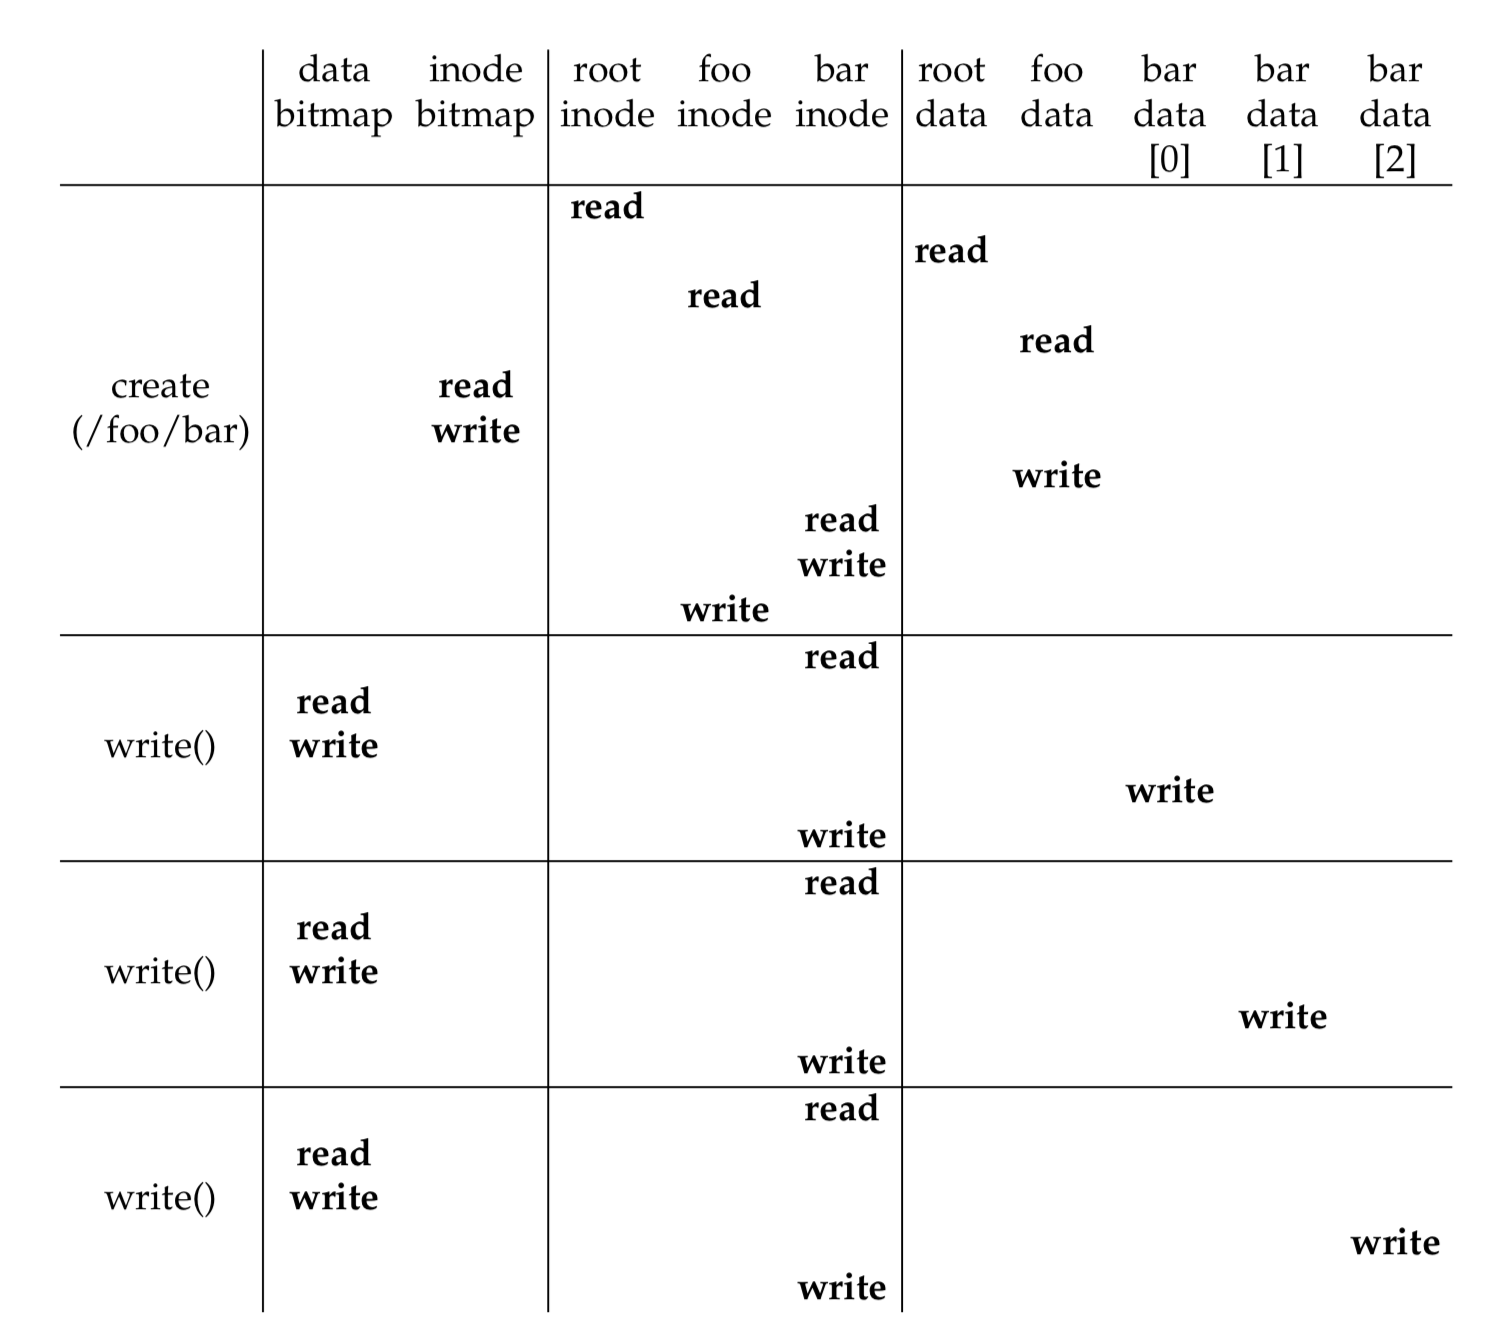 data inode root foo bar root foo bar bar bar
bitmap bitmap inode inode inode data data data data data
[0] [1] [2]
read
read
read
read
create read
(/foo/bar) write
write
read
write
write
read
read
write() write
write
write
read
read
write() write
write
write
read
read
write() write
write
write